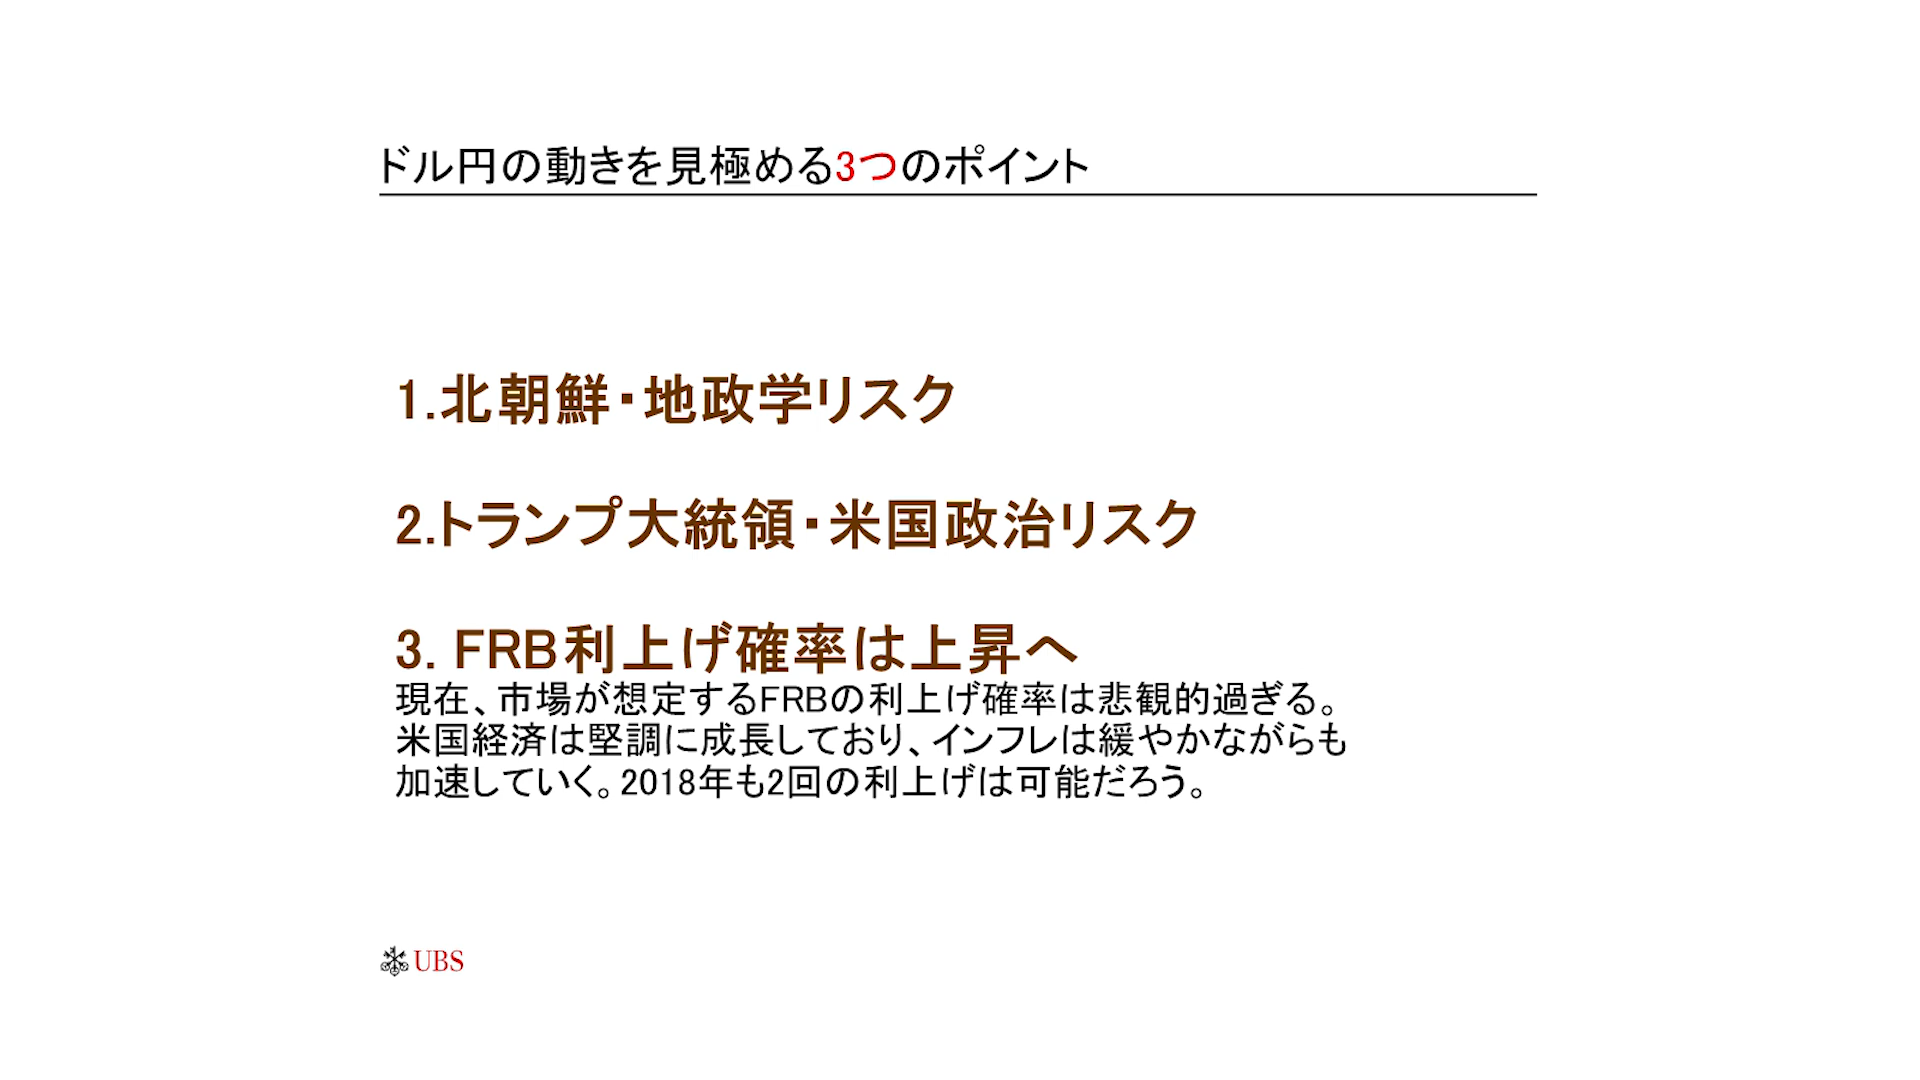 ドル円の動きを見極める3つのポイント
1.北朝鮮・地政学リスク
2.トランプ大統領・米国政治リスク
3. FRB利上げ確率は上昇へ
現在、市場が想定するFRBの利上げ確率は悲観的過ぎる。
米国経済は堅調に成長しており、インフレは緩やかながらも
加速していく。2018年も2回の利上げは可能だろう。
UBS